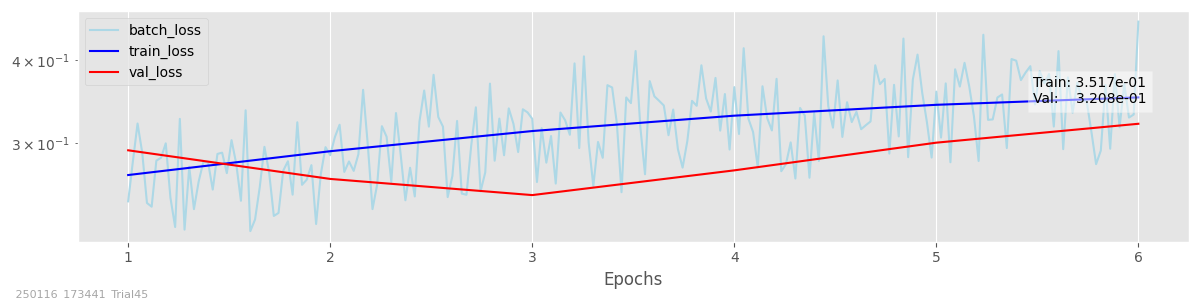 batch_loss
train_loss
val_loss
4 × 10⁻¹
3 × 10⁻¹
Train: 3.517e-01
Val: 3.208e-01
1 2 3 4 5 6
Epochs
250116_173441_Trial45